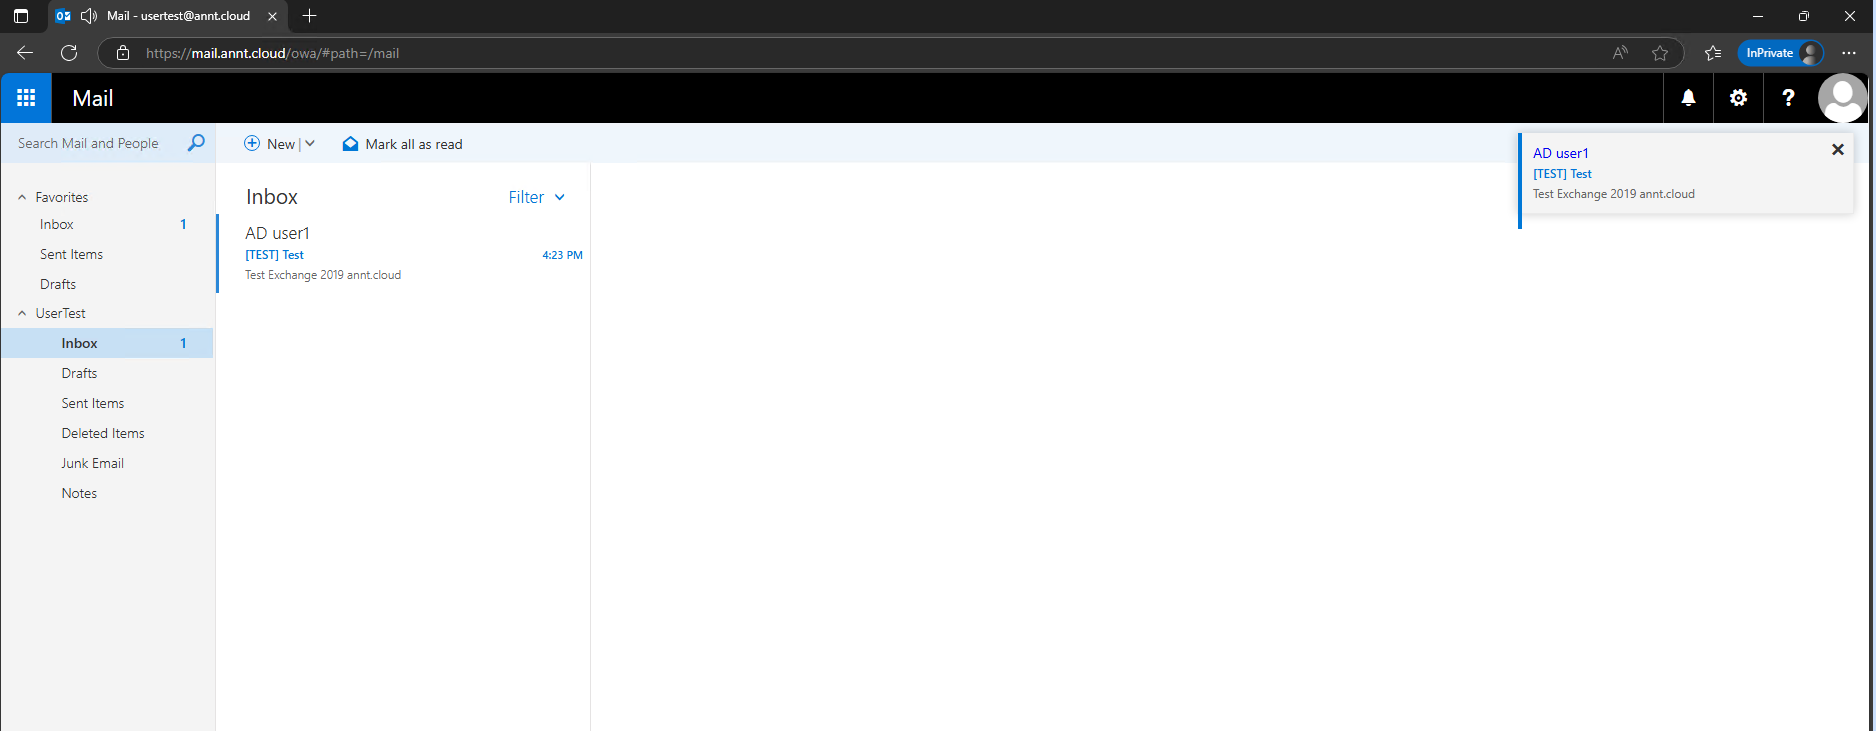 Mail - usertest@annt.cloud
https://mail.annt.cloud/owa/#path=/mail
InPrivate
Mail
?
Search Mail and People
New
Mark all as read
AD user1
[TEST] Test
Test Exchange 2019 annt.cloud
Favorites
Inbox 1
Sent Items
Drafts
UserTest
Inbox 1
Drafts
Sent Items
Deleted Items
Junk Email
Notes
Inbox
Filter
AD user1
[TEST] Test 4:23 PM
Test Exchange 2019 annt.cloud